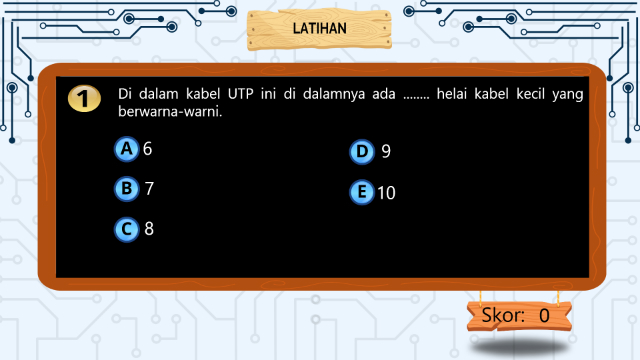 LATIHAN
1 Di dalam kabel UTP ini di dalamnya ada ........ helai kabel kecil yang
berwarna-warni.
A 6
B 7
C 8
D 9
E 10
Skor: 0